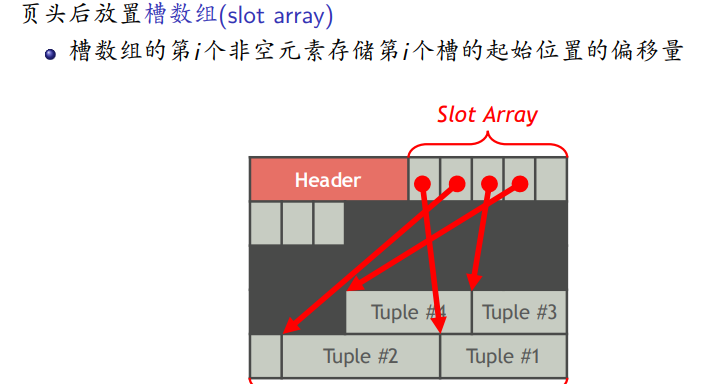 页头后放置槽数组(slot array)
槽数组的第i个非空元素存储第i个槽的起始位置的偏移量
Slot Array
Header
Tuple #4 Tuple #3
Tuple #2 Tuple #1